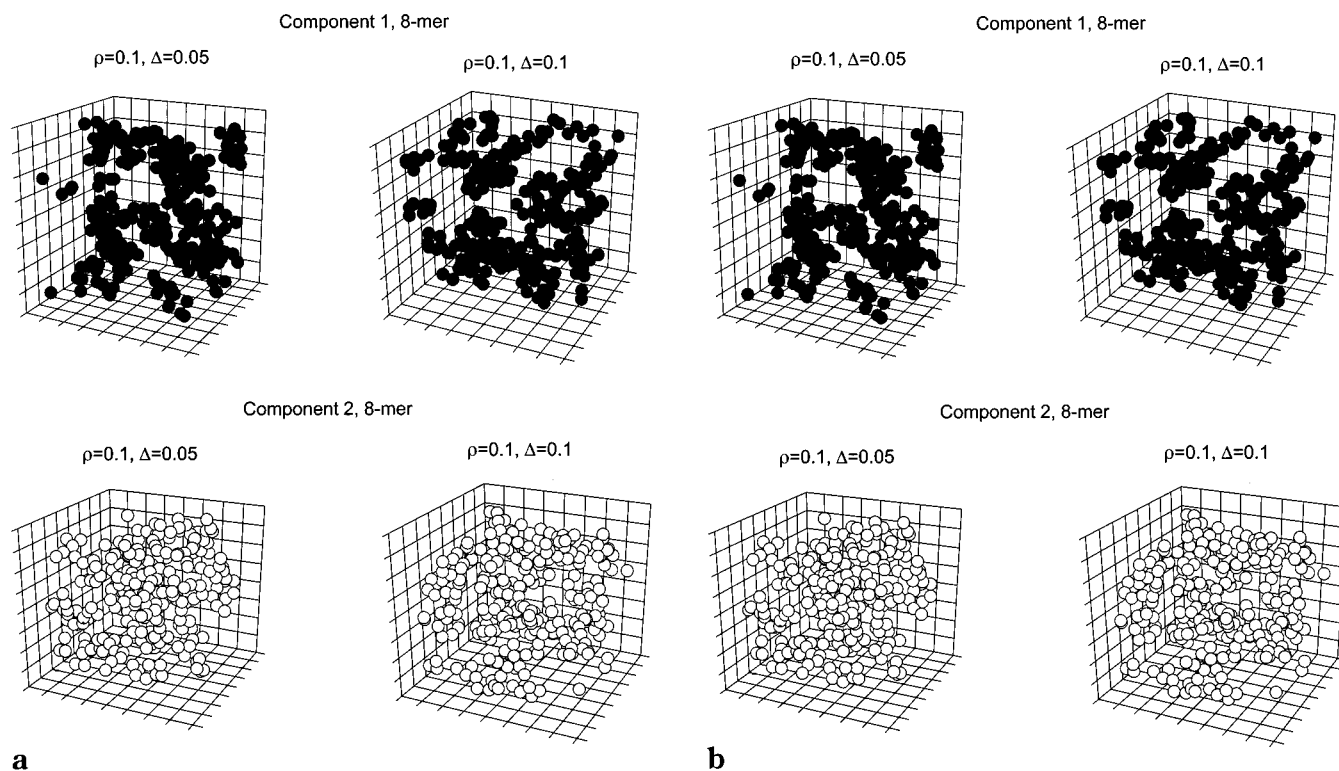 Component 1, 8-mer
ρ=0.1, Δ=0.05
ρ=0.1, Δ=0.1
Component 2, 8-mer
ρ=0.1, Δ=0.05
ρ=0.1, Δ=0.1
a
Component 1, 8-mer
ρ=0.1, Δ=0.05
ρ=0.1, Δ=0.1
Component 2, 8-mer
ρ=0.1, Δ=0.05
ρ=0.1, Δ=0.1
b